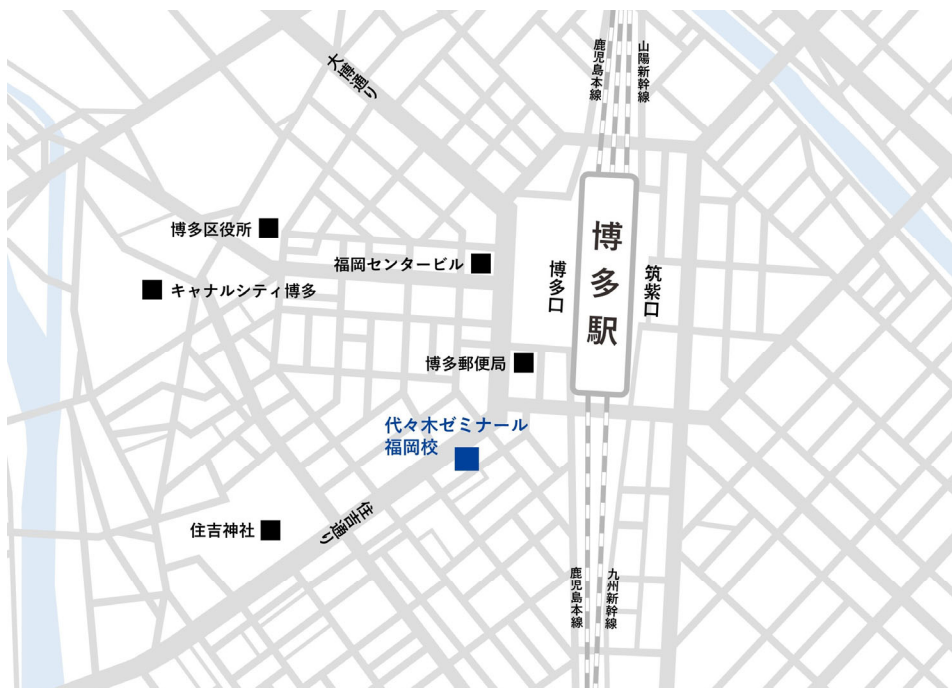 大博通り
鹿児島本線
山陽新幹線
博多区役所
福岡センタービル
キャナルシティ博多
博多口
博多駅
筑紫口
博多郵便局
代々木ゼミナール
福岡校
住吉通り
住吉神社
鹿児島本線
九州新幹線